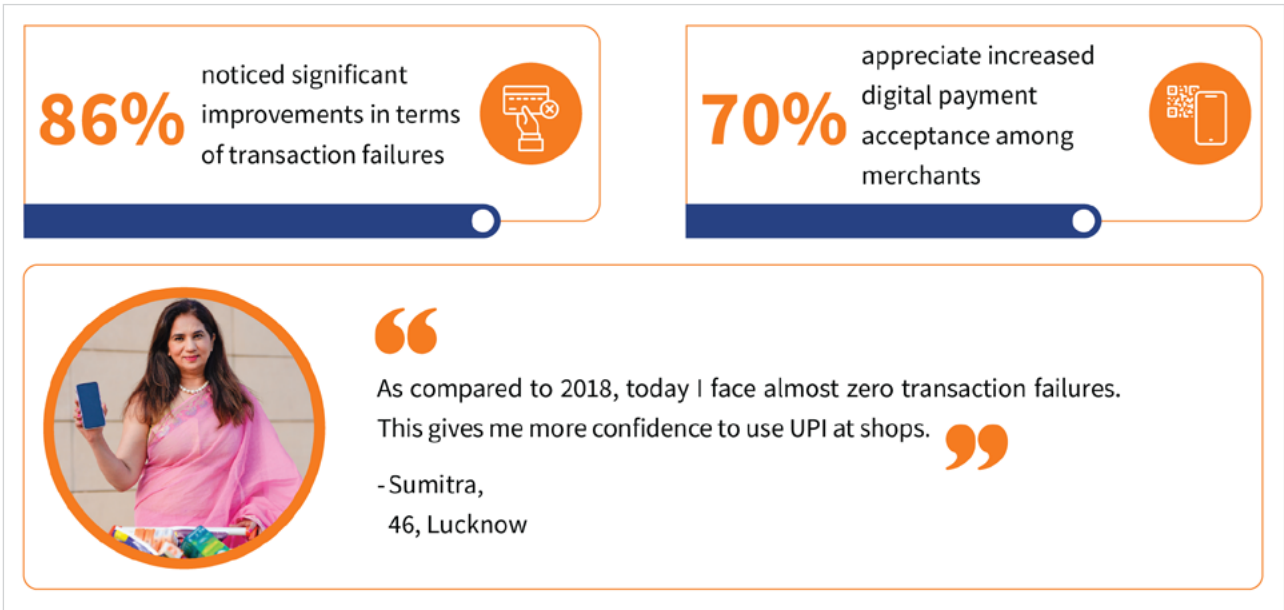 86%
noticed significant
improvements in terms
of transaction failures
70%
appreciate increased
digital payment
acceptance among
merchants
“
As compared to 2018, today I face almost zero transaction failures.
This gives me more confidence to use UPI at shops.
”
- Sumitra,
46, Lucknow